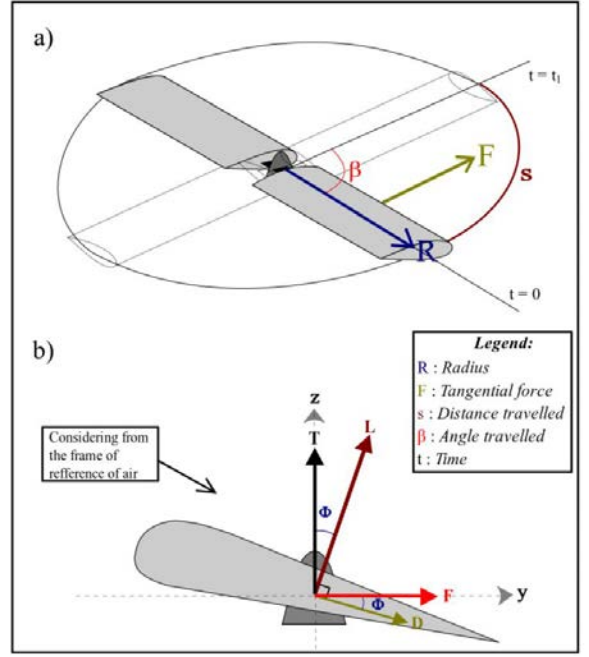 a)
t = t1
F
β
s
R
t = 0
b)
Legend:
R : Radius
F : Tangential force
s : Distance travelled
β : Angle travelled
t : Time
z
T
L
Considering from
the frame of
refference of air
Φ
y
F
Φ
D